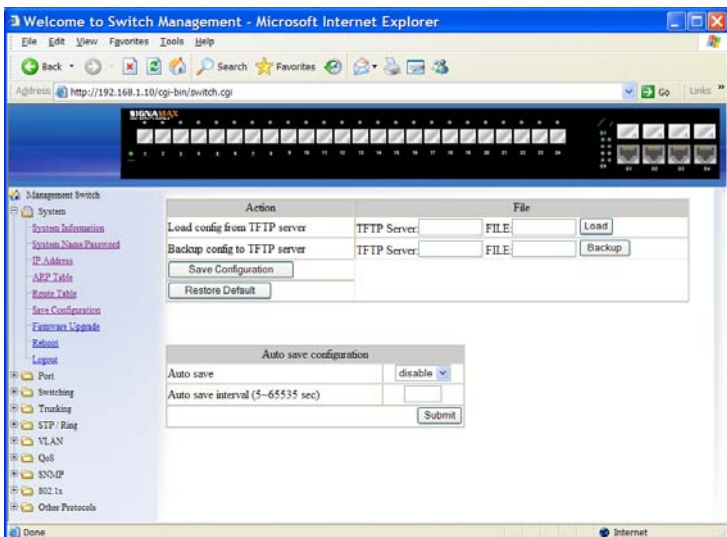 Welcome to Switch Management - Microsoft Internet Explorer
File Edit View Favorites Tools Help
Back Search Favorites
Address http://192.168.1.10/cgi-bin/switch.cgi Go Links »
SIGNAMAX
Management Switch
System
System Information
System Name/Password
IP Address
ARP Table
Route Table
Save Configuration
Firmware Upgrade
Reboot
Logout
Port
Switching
Trunking
STP / Ring
VLAN
QoS
SNMP
802.1x
Other Protocols
Action File
Load config from TFTP server TFTP Server: FILE: Load
Backup config to TFTP server TFTP Server: FILE: Backup
Save Configuration
Restore Default
Auto save configuration
Auto save disable
Auto save interval (5~65535 sec)
Submit
Done Internet